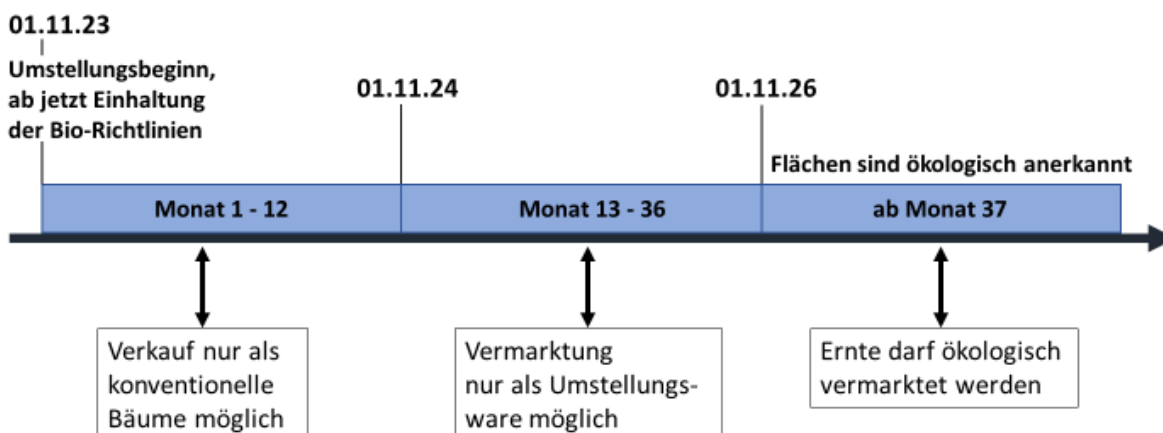 01.11.23
Umstellungsbeginn,
ab jetzt Einhaltung
der Bio-Richtlinien
01.11.24
01.11.26
Flächen sind ökologisch anerkannt
Monat 1 - 12
Monat 13 - 36
ab Monat 37
Verkauf nur als
konventionelle
Bäume möglich
Vermarktung
nur als Umstellungs-
ware möglich
Ernte darf ökologisch
vermarktet werden